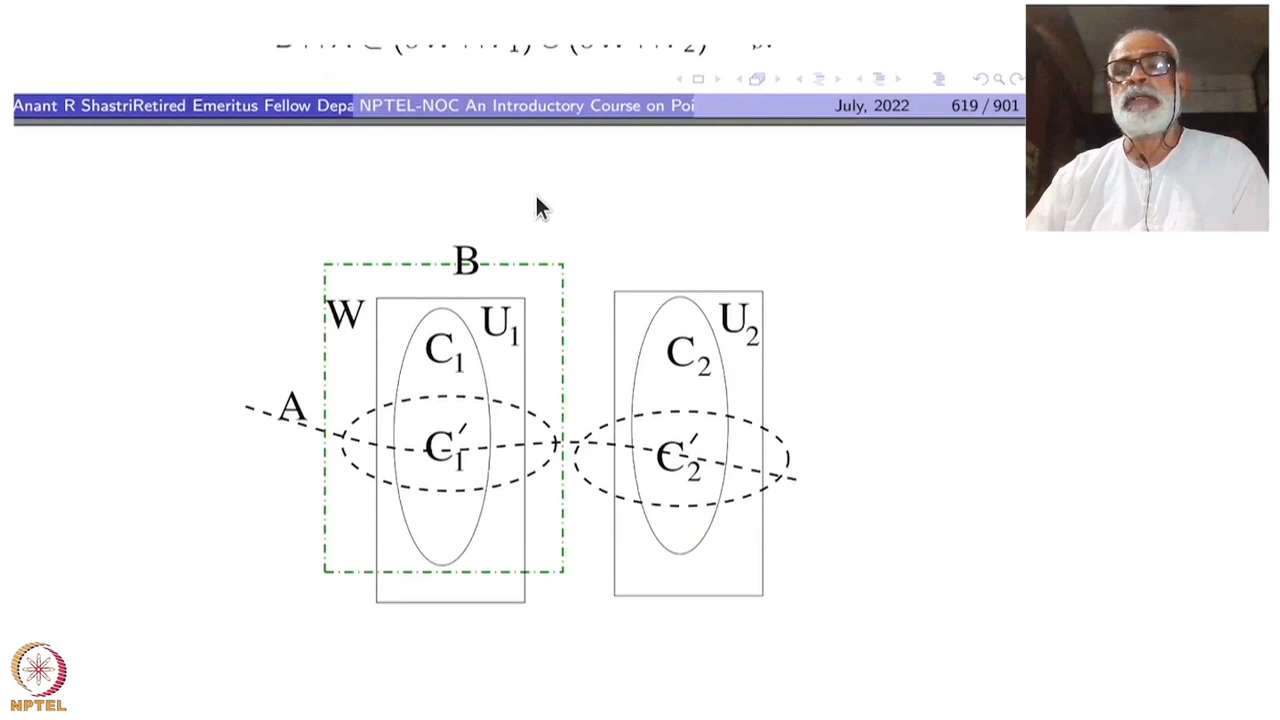 Anant R ShastriRetired Emeritus Fellow Depa NPTEL-NOC An Introductory Course on Poi July, 2022 619 / 901
B
W U₁ U₂
C₁ C₂
A
C₁′ C₂′
NPTEL